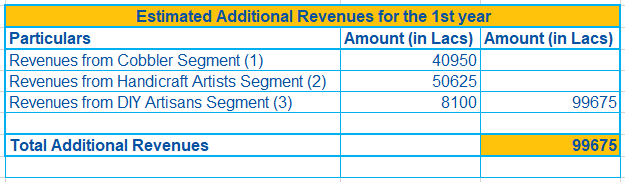 Estimated Additional Revenues for the 1st year
Particulars Amount (in Lacs) Amount (in Lacs)
Revenues from Cobbler Segment (1) 40950
Revenues from Handicraft Artists Segment (2) 50625
Revenues from DIY Artisans Segment (3) 8100 99675
Total Additional Revenues 99675